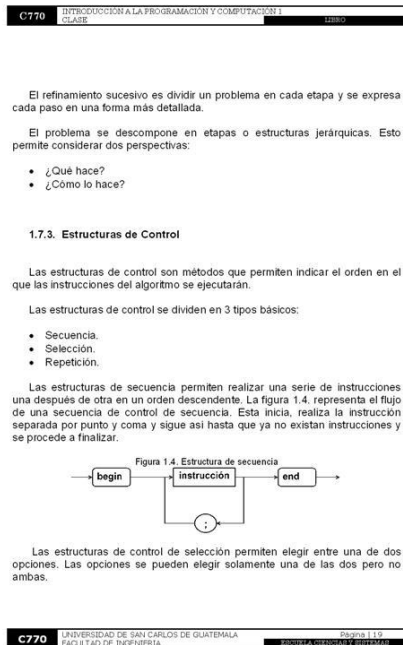 C770
INTRODUCCIÓN A LA PROGRAMACIÓN Y COMPUTACIÓN 1
CLASE
LIBRO
El refinamiento sucesivo es dividir un problema en cada etapa y se expresa
cada paso en una forma más detallada.
El problema se descompone en etapas o estructuras jerárquicas. Esto
permite considerar dos perspectivas:
• ¿Qué hace?
• ¿Cómo lo hace?
1.7.3. Estructuras de Control
Las estructuras de control son métodos que permiten indicar el orden en el
que las instrucciones del algoritmo se ejecutarán.
Las estructuras de control se dividen en 3 tipos básicos:
• Secuencia.
• Selección.
• Repetición.
Las estructuras de secuencia permiten realizar una serie de instrucciones
una después de otra en un orden descendente. La figura 1.4. representa el flujo
de una secuencia de control de secuencia. Esta inicia, realiza la instrucción
separada por punto y coma y sigue asi hasta que ya no existan instrucciones y
se procede a finalizar.
Figura 1.4. Estructura de secuencia
begin
instrucción
end
;
Las estructuras de control de selección permiten elegir entre una de dos
opciones. Las opciones se pueden elegir solamente una de las dos pero no
ambas.
C770
UNIVERSIDAD DE SAN CARLOS DE GUATEMALA
FACULTAD DE INGENIERÍA
Página | 19
ESCUELA CIENCIAS Y SISTEMAS